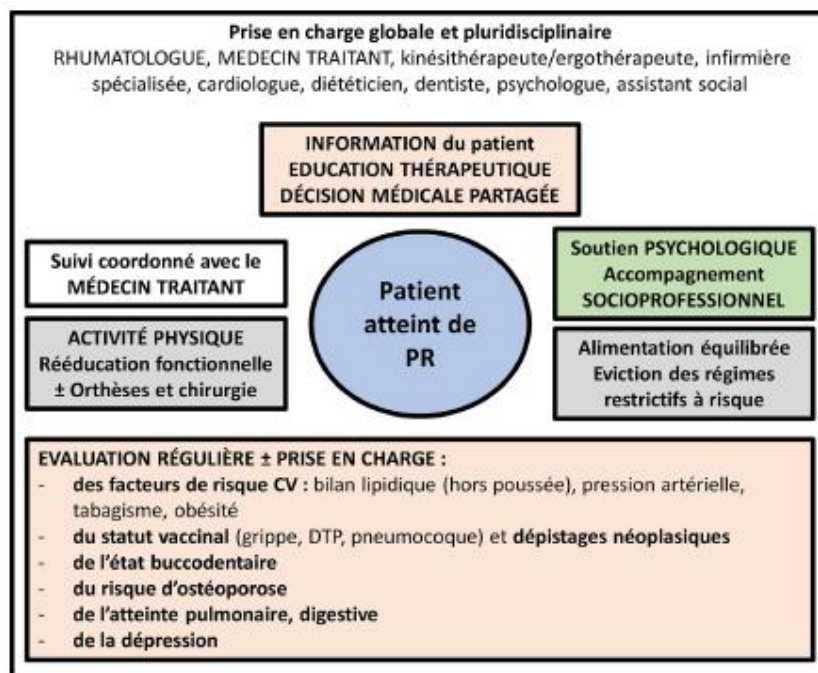 Prise en charge globale et pluridisciplinaire
RHUMATOLOGUE, MEDECIN TRAITANT, kinésithérapeute/ergothérapeute, infirmière
spécialisée, cardiologue, diététicien, dentiste, psychologue, assistant social
INFORMATION du patient
EDUCATION THÉRAPEUTIQUE
DÉCISION MÉDICALE PARTAGÉE
Suivi coordonné avec le
MÉDECIN TRAITANT
Patient
atteint de
PR
Soutien PSYCHOLOGIQUE
Accompagnement
SOCIOPROFESSIONNEL
ACTIVITÉ PHYSIQUE
Rééducation fonctionnelle
± Orthèses et chirurgie
Alimentation équilibrée
Eviction des régimes
restrictifs à risque
EVALUATION RÉGULIÈRE ± PRISE EN CHARGE :
- des facteurs de risque CV : bilan lipidique (hors poussée), pression artérielle,
tabagisme, obésité
- du statut vaccinal (grippe, DTP, pneumocoque) et dépistages néoplasiques
- de l'état buccodentaire
- du risque d'ostéoporose
- de l'atteinte pulmonaire, digestive
- de la dépression